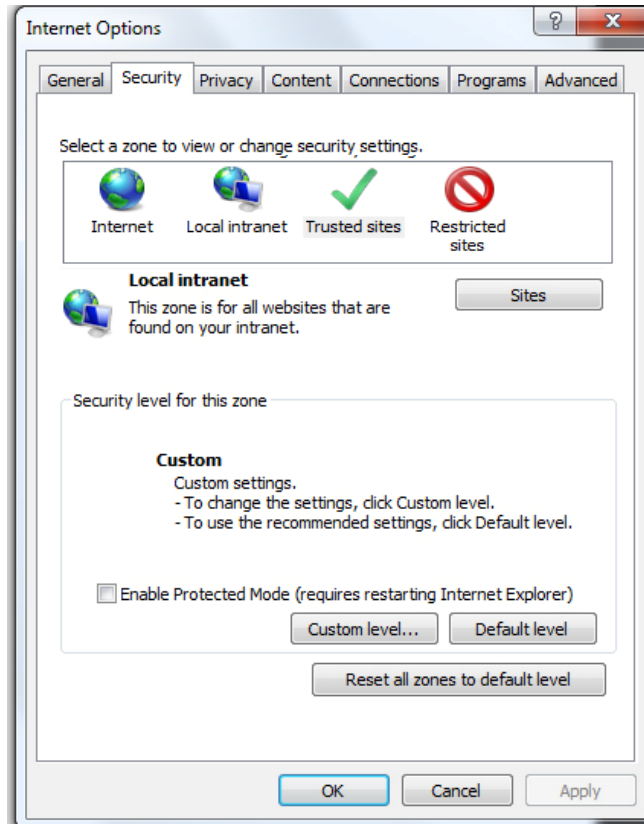 Internet Options
General Security Privacy Content Connections Programs Advanced
Select a zone to view or change security settings.
Internet Local intranet Trusted sites Restricted
sites
Local intranet
Sites
This zone is for all websites that are
found on your intranet.
Security level for this zone
Custom
Custom settings.
- To change the settings, click Custom level.
- To use the recommended settings, click Default level.
Enable Protected Mode (requires restarting Internet Explorer)
Custom level... Default level
Reset all zones to default level
OK Cancel Apply